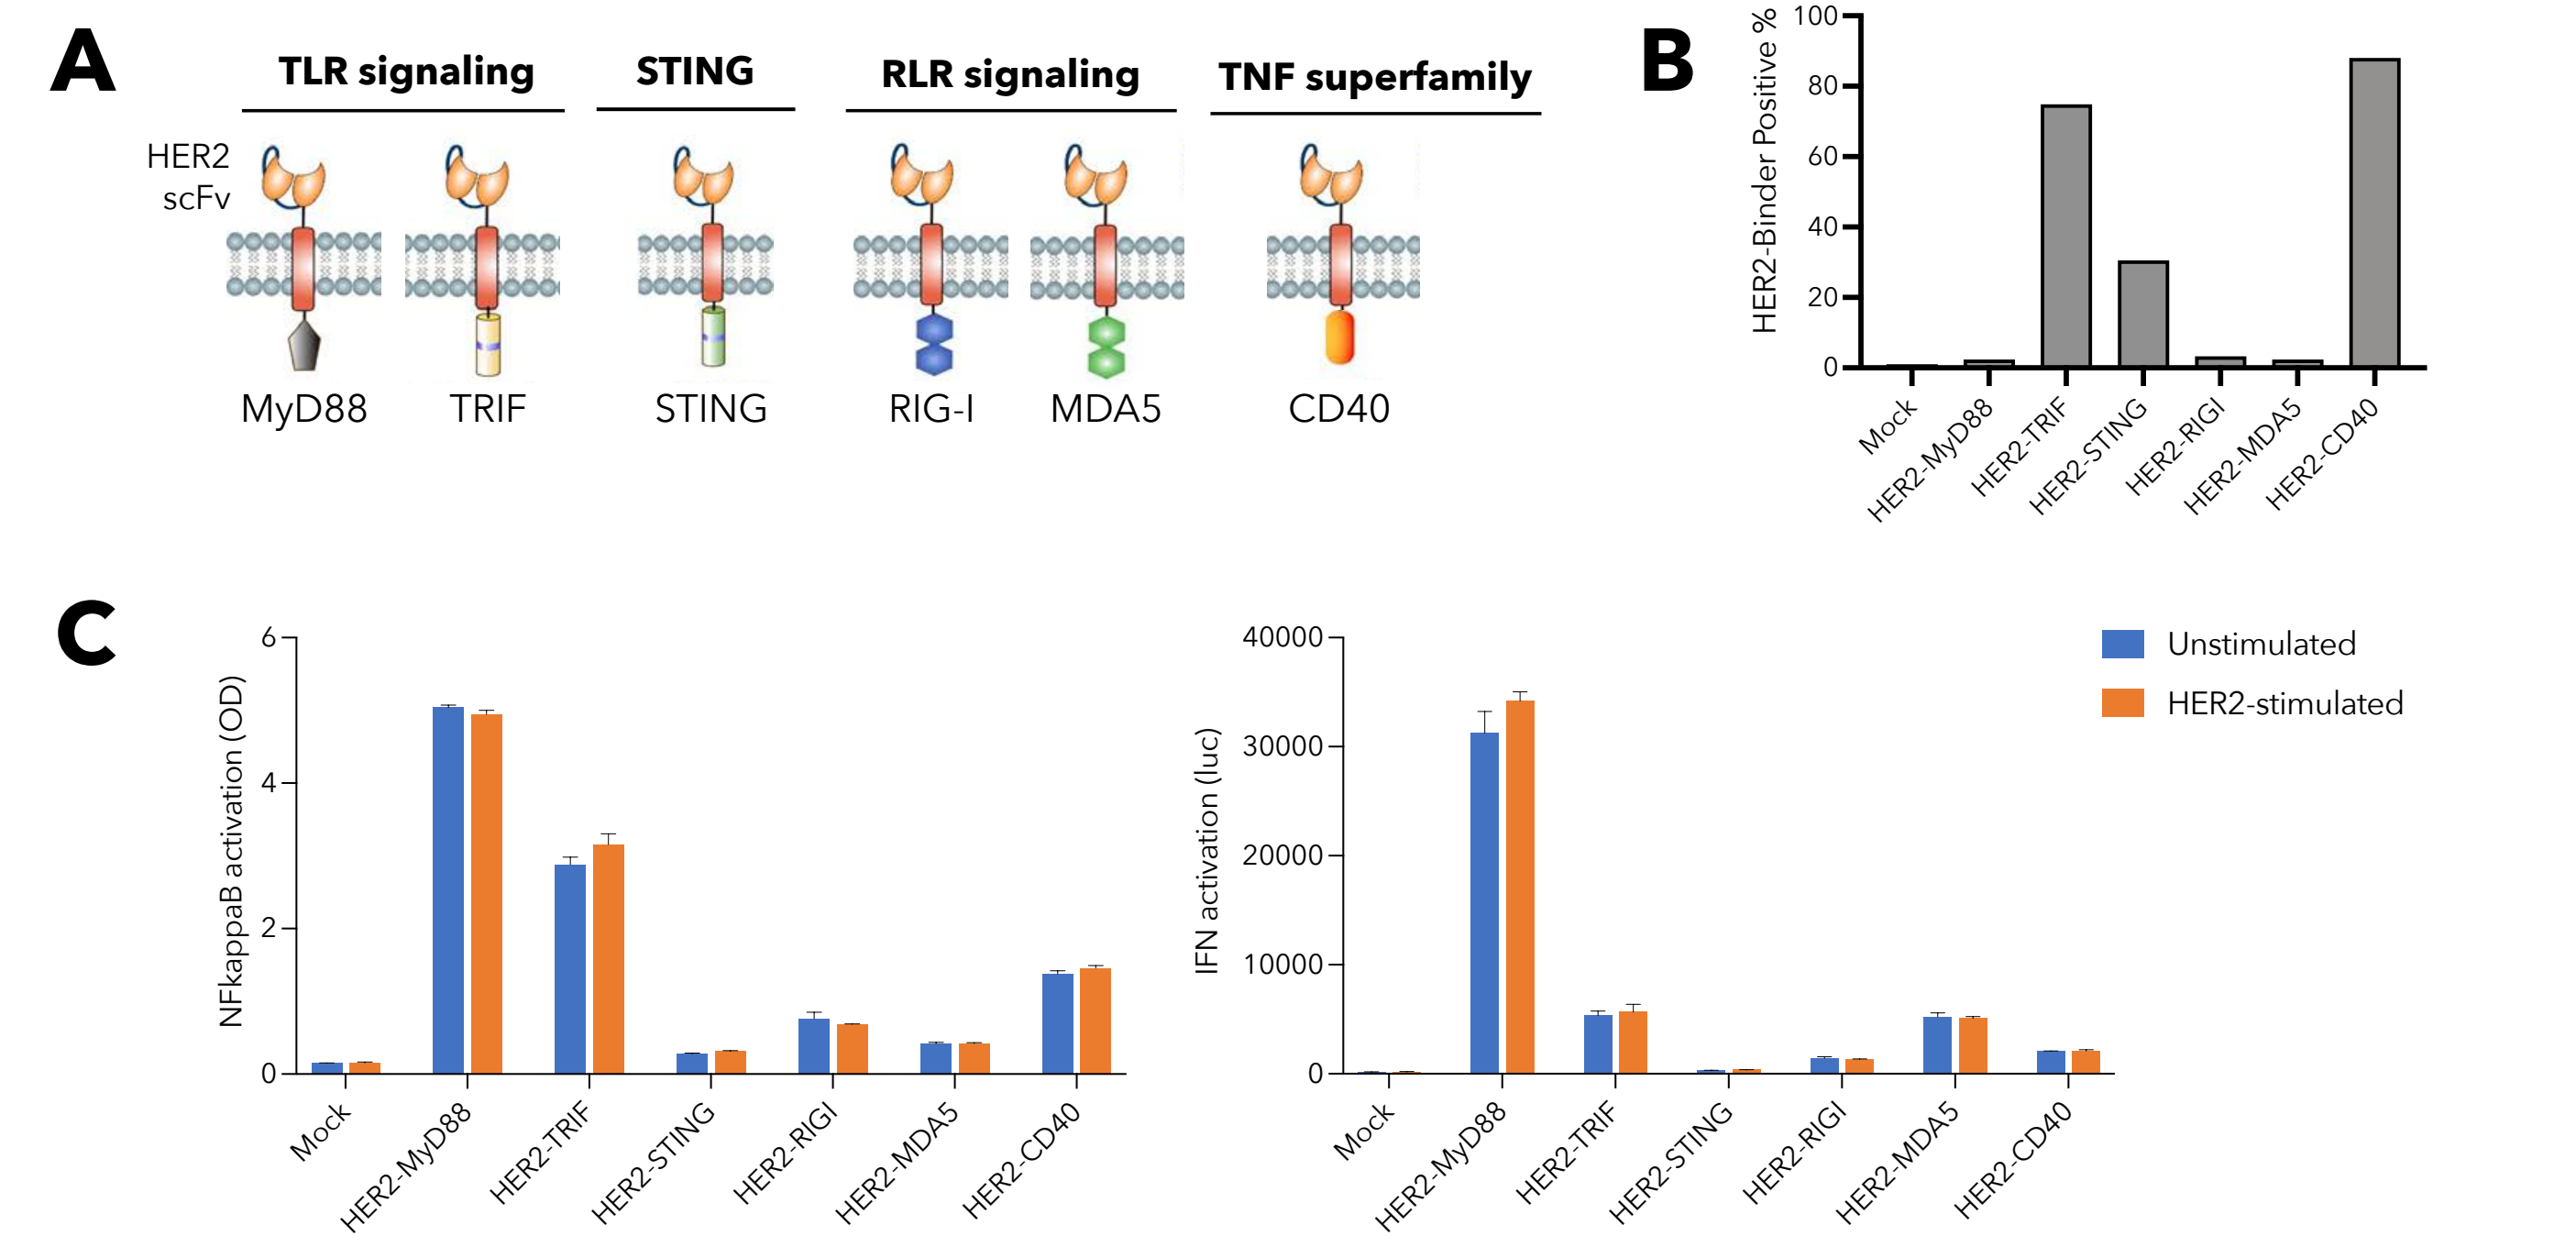 A
TLR signaling
STING
RLR signaling
TNF superfamily
HER2
scFv
MyD88
TRIF
STING
RIG-I
MDA5
CD40
B
HER2-Binder Positive %
100
80
60
40
20
0
Mock
HER2-MyD88
HER2-TRIF
HER2-STING
HER2-RIGI
HER2-MDA5
HER2-CD40
C
NFkappaB activation (OD)
6
4
2
0
Mock
HER2-MyD88
HER2-TRIF
HER2-STING
HER2-RIGI
HER2-MDA5
HER2-CD40
IFN activation (luc)
40000
30000
20000
10000
0
Mock
HER2-MyD88
HER2-TRIF
HER2-STING
HER2-RIGI
HER2-MDA5
HER2-CD40
Unstimulated
HER2-stimulated